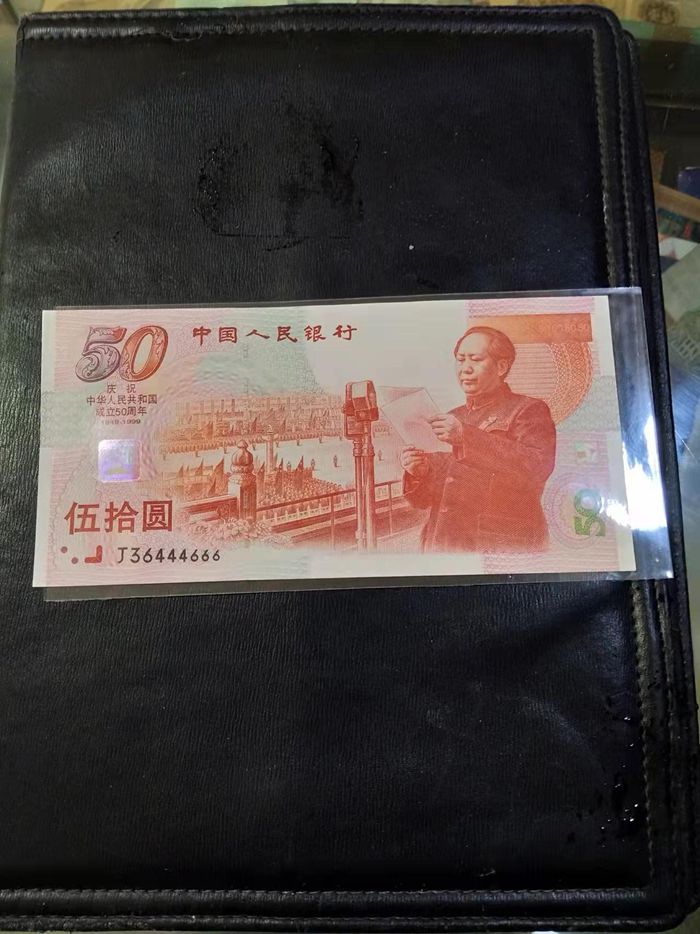 50
中国人民银行
庆祝
中华人民共和国
成立50周年
1949-1999
伍拾圆
J36444666
50